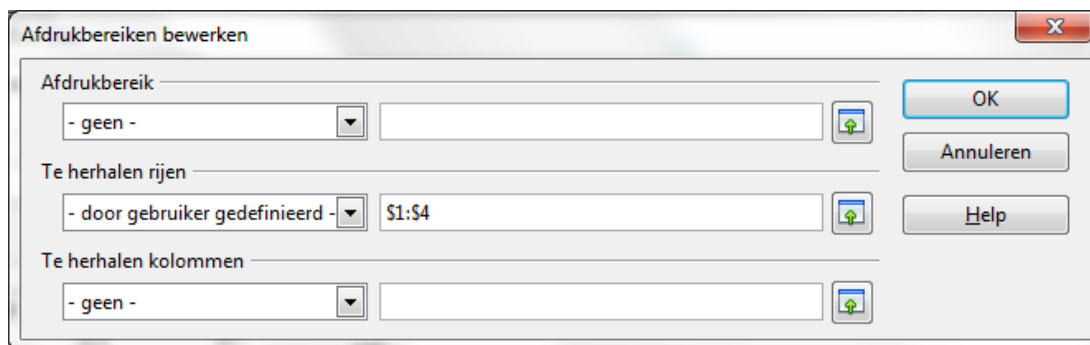 Afdrukbereiken bewerken
Afdrukbereik
- geen -
OK
Annuleren
Te herhalen rijen
- door gebruiker gedefinieerd -
$1:$4
Help
Te herhalen kolommen
- geen -